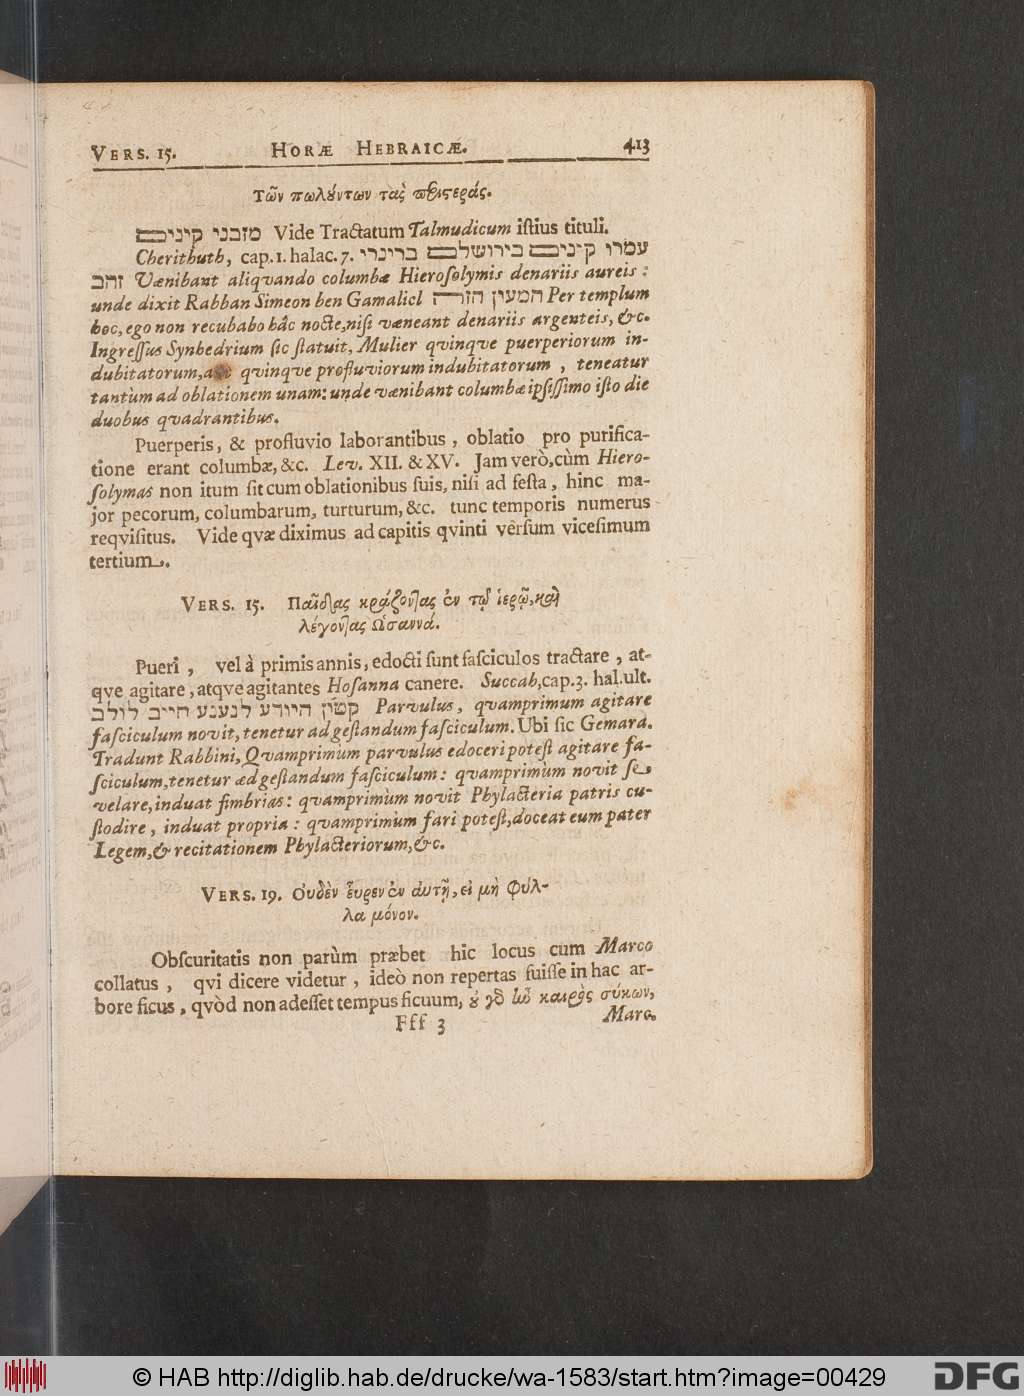 VERS. 15. HORÆ HEBRAICÆ. 413
Τῶν πωλούντων τὰς περιστεράς.
מזבני קינים Vide Tractatum Talmudicum iſtius tituli.
Cherithuth, cap. 1. halac. 7. עמדו קינים בירושלם בדינרי
זהב Vænibant aliqvando columbæ Hieroſolymis denariis aureis:
unde dixit Rabban Simeon ben Gamaliel המעון הזה Per templum
hoc, ego non recubabo hâc nocte, niſi væneant denariis argenteis, &c.
Ingreſſus Synhedrium ſic ſtatuit, Mulier qvinqve puerperiorum in-
dubitatorum, aut qvinqve profluviorum indubitatorum, teneatur
tantùm ad oblationem unam: unde vænibant columbæ ipſiſſimo iſto die
duobus qvadrantibus.
Puerperis, & profluvio laborantibus, oblatio pro purifica-
tione erant columbæ, &c. Lev. XII. & XV. Jam verò, cùm Hiero-
ſolymas non itum ſit cum oblationibus ſuis, niſi ad feſta, hinc ma-
jor pecorum, columbarum, turturum, &c. tunc temporis numerus
reqviſitus. Vide qvæ diximus ad capitis qvinti verſum viceſimum
tertium.
VERS. 15. Παῖδας κράζοντας ἐν τῷ ἱερῷ, καὶ
λέγοντας Ὡσαννά.
Pueri, vel à primis annis, edocti ſunt faſciculos tractare, at-
qve agitare, atqve agitantes Hoſanna canere. Succah, cap. 3. hal. ult.
קטון היודע לנענע חייב לולב Parvulus, qvamprimum agitare
faſciculum novit, tenetur ad geſtandum faſciculum. Ubi ſic Gemara.
Tradunt Rabbini, Qvamprimùm parvulus edoceri poteſt agitare fa-
ſciculum, tenetur ad geſtandum faſciculum: qvamprimùm novit ſe
velare, induat fimbrias: qvamprimùm novit Phylacteria patris cu-
ſtodire, induat propria: qvamprimùm fari poteſt, doceat eum pater
Legem, & recitationem Phylacteriorum, &c.
VERS. 19. Οὐδὲν εὗρεν ἐν αὐτῇ, εἰ μὴ φύλ-
λα μόνον.
Obſcuritatis non parùm præbet hic locus cum Marco
collatus, qvi dicere videtur, ideò non repertas fuiſſe in hac ar-
bore ficus, qvòd non adeſſet tempus ficuum, οὐ γὰρ ἦν καιρὸς σύκων,
Fff 3 Marc.
© HAB http://diglib.hab.de/drucke/wa-1583/start.htm?image=00429 DFG